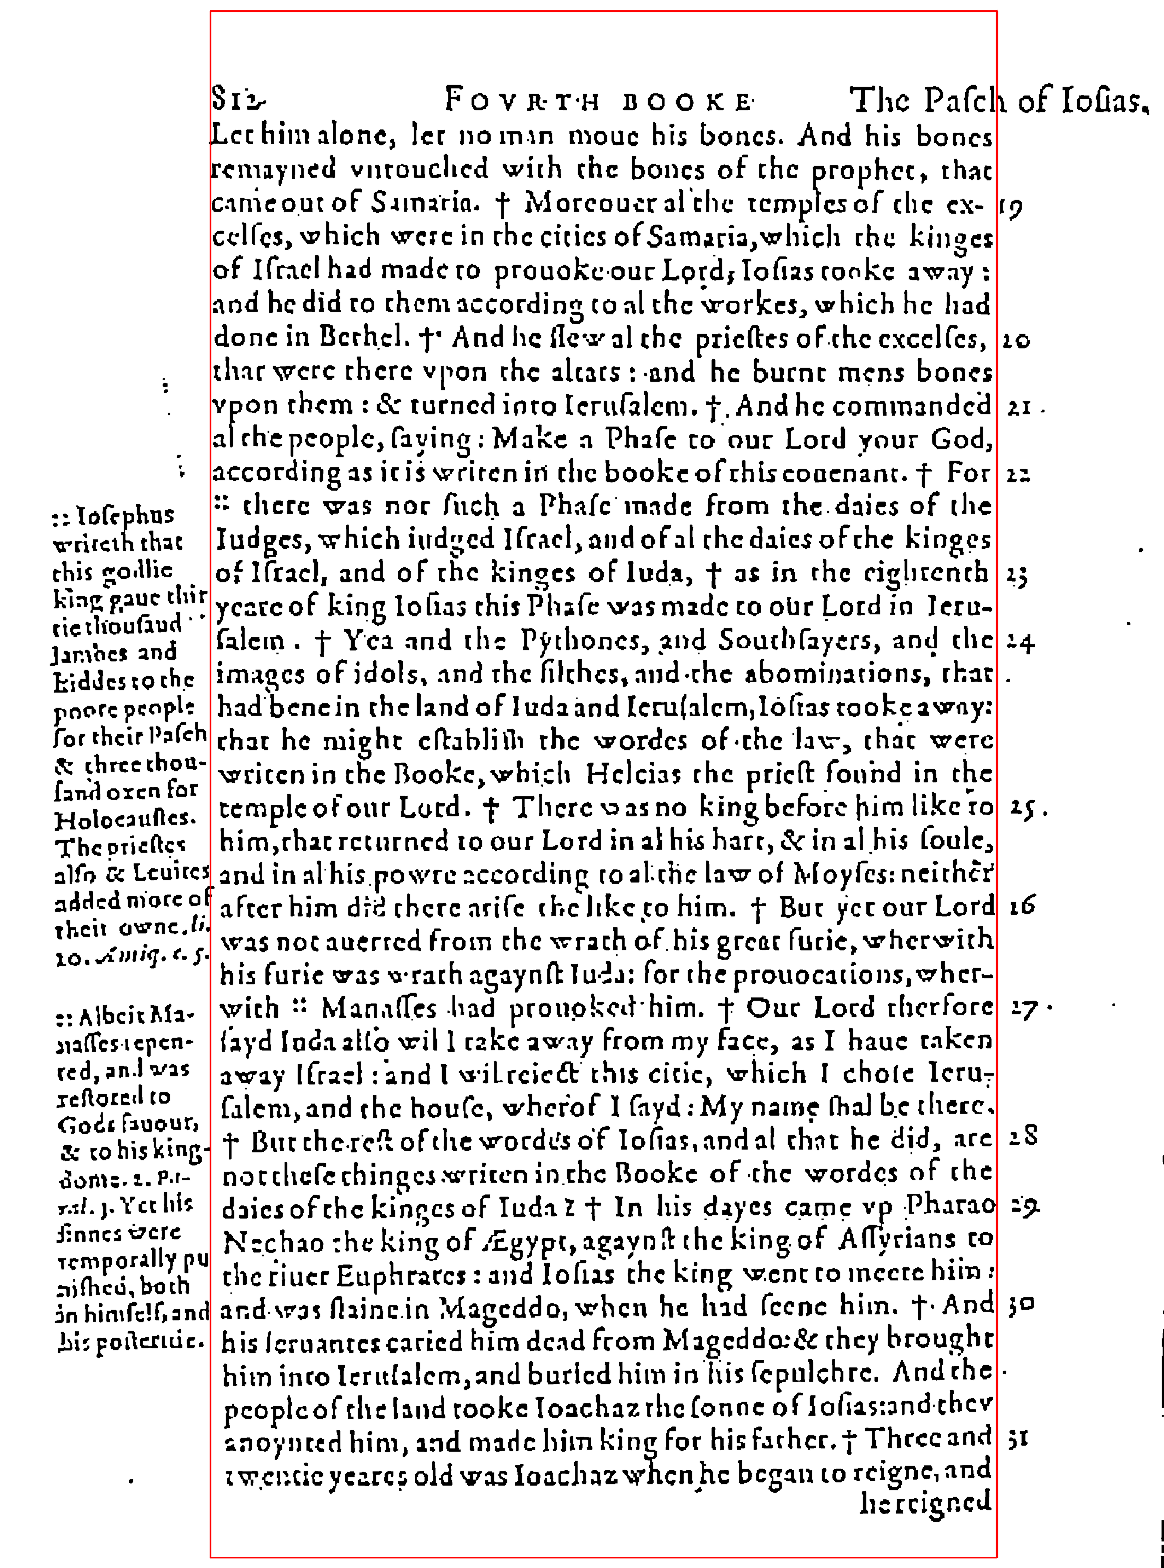 812 FOVRTH BOOKE The Paſch of Ioſias.
Let him alone, let no man moue his bones. And his bones
remayned vntouched with the bones of the prophet, that
came out of Samaria. † Moreouer al the temples of the ex- 19
celſes, which were in the cities of Samaria, which the kinges
of Iſrael had made to prouoke our Lord, Ioſias tooke away:
and he did to them according to al the workes, which he had
done in Bethel. † And he ſlew al the prieſtes of the excelſes, 20
that were there vpon the altars: and he burnt mens bones
vpon them: & turned into Ieruſalem. † And he commanded 21
al the people, ſaying: Make a Phaſe to our Lord your God,
according as it is writen in the booke of this couenant. † For 22
:: there was not ſuch a Phaſe made from the daies of the
Iudges, which iudged Iſrael, and of al the daies of the kinges
of Iſrael, and of the kinges of Iuda, † as in the eightenth 23
yeare of king Ioſias this Phaſe was made to our Lord in Ieru-
ſalem. † Yea and the Pythones, and Southſayers, and the 24
images of idols, and the filthes, and the abominations, that
had bene in the land of Iuda and Ieruſalem, Ioſias tooke away:
that he might eſtabliſh the wordes of the law, that were
writen in the Booke, which Helcias the prieſt found in the
temple of our Lord. † There was no king before him like to 25.
him, that returned to our Lord in al his hart, & in al his ſoule,
and in al his powre according to al the law of Moyſes: neither
after him did there ariſe the like to him. † But yet our Lord 26
was not auerted from the wrath of his great furie, wherwith
his furie was wrath agaynſt Iuda: for the prouocations, wher-
with :: Manaſſes had prouoked him. † Our Lord therfore 27
ſayd Iuda alſo wil I take away from my face, as I haue taken
away Iſrael: and I wil reiect this citie, which I choſe Ieru-
ſalem, and the houſe, wherof I ſayd: My name ſhal be there.
† But the reſt of the wordes of Ioſias, and al that he did, are 28
not theſe thinges writen in the Booke of the wordes of the
daies of the kinges of Iuda? † In his dayes came vp Pharao 29
Nechao the king of Ægypt, agaynſt the king of Aſſyrians to
the riuer Euphrates: and Ioſias the king went to meete him:
and was ſlaine in Mageddo, when he had ſeene him. † And 30
his ſeruantes caried him dead from Mageddo: & they brought
him into Ieruſalem, and buried him in his ſepulchre. And the
people of the land tooke Ioachaz the ſonne of Ioſias: and they
anoynted him, and made him king for his father. † Three and 31
twentie yeares old was Ioachaz when he began to reigne, and
he reigned
:: Ioſephus
writeth that
this godlie
king gaue thir
tie thouſand
lambes and
kiddes to the
poore people
for their Paſch
& three thou-
ſand oxen for
Holocauſtes.
The prieſtes
alſo & Leuites
added more of
their owne. li.
10. Antiq. c. 5.
:: Albeit Ma-
naſſes repen-
ted, and was
reſtored to
Gods fauour,
& to his king-
dome. 2. Pa-
ral. 3. Yet his
ſinnes were
temporally pu
niſhed, both
in himſelf, and
his poſteritie.